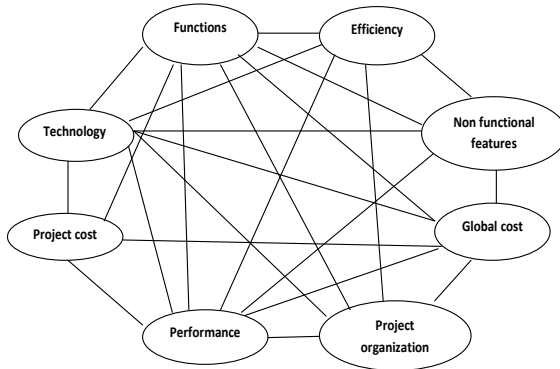 Functions
Efficiency
Technology
Non functional
features
Project cost
Global cost
Performance
Project
organization